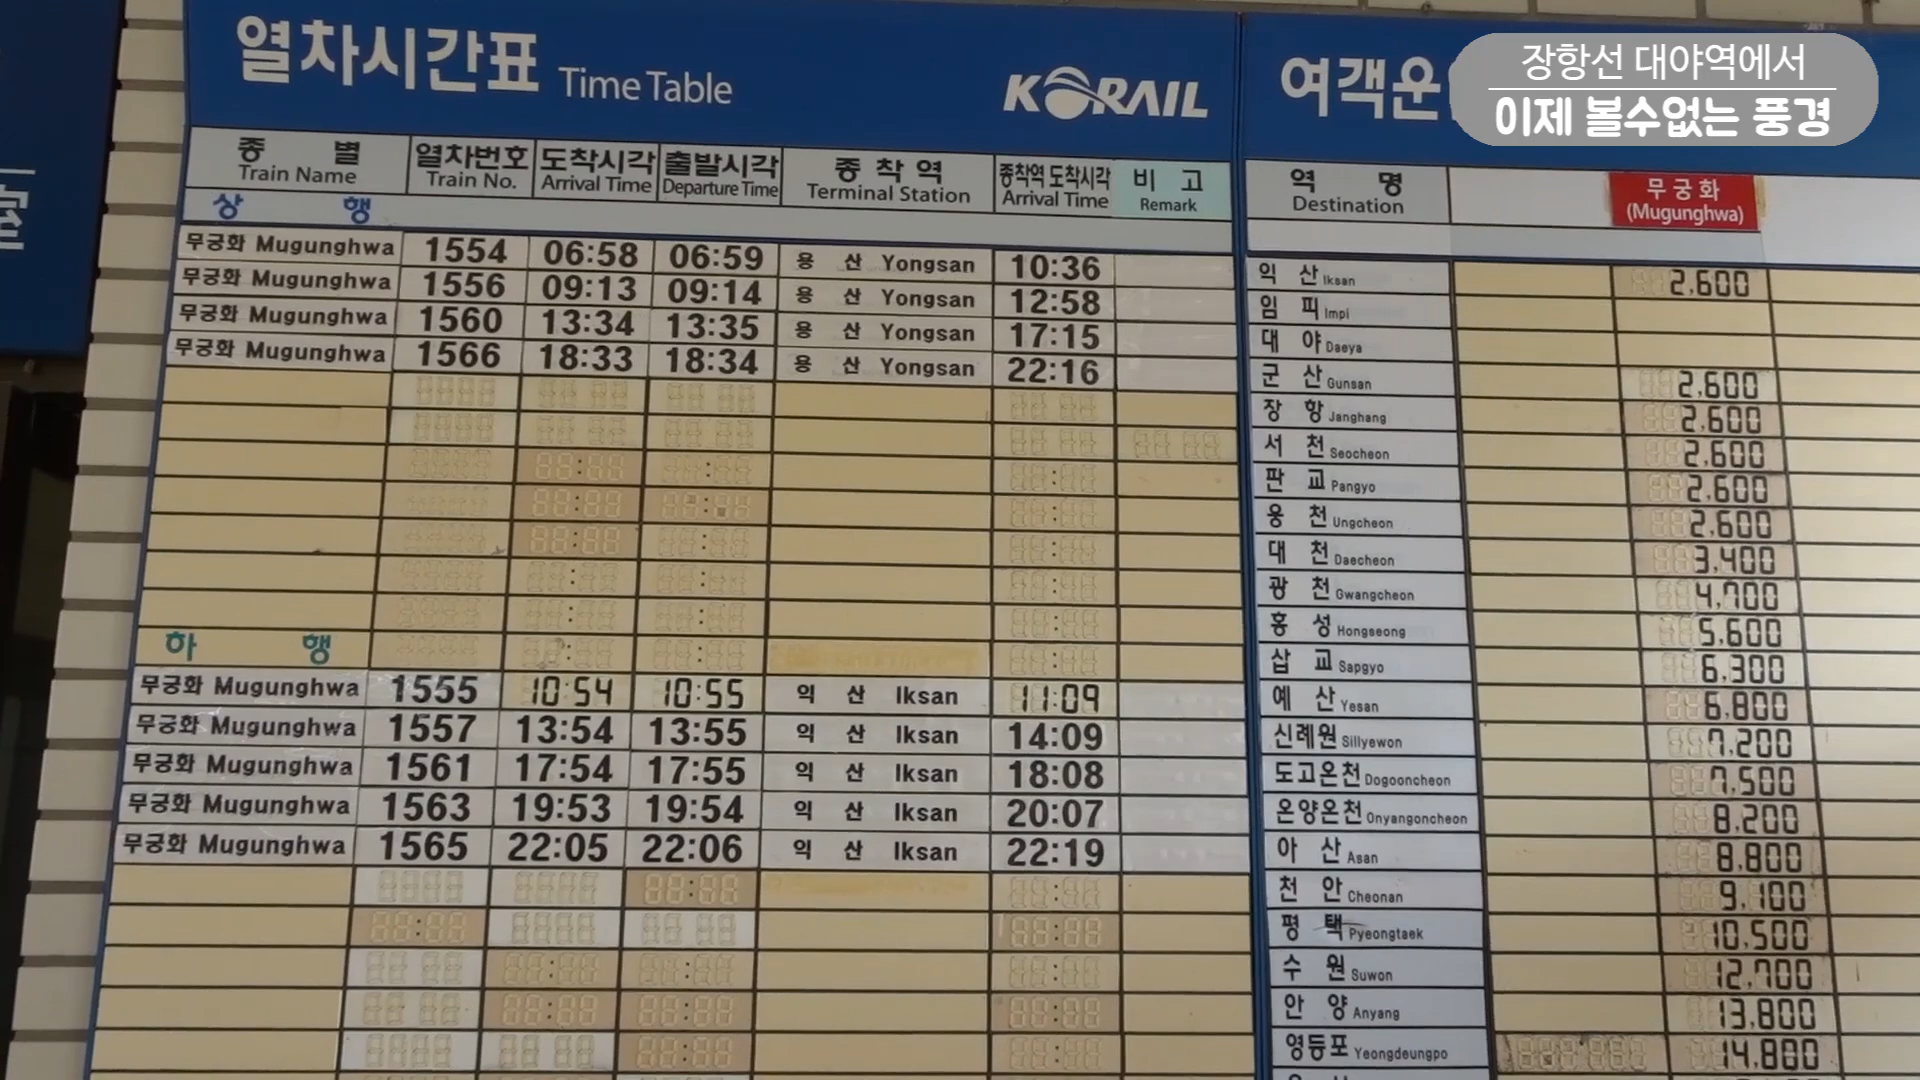 열차시간표 Time Table KORAIL
종 별 열차번호 도착시각 출발시각 종 착 역 종착역 도착시각 비 고
Train Name Train No. Arrival Time Departure Time Terminal Station Arrival Time Remark
상 행
무궁화 Mugunghwa 1554 06:58 06:59 용 산 Yongsan 10:36
무궁화 Mugunghwa 1556 09:13 09:14 용 산 Yongsan 12:58
무궁화 Mugunghwa 1560 13:34 13:35 용 산 Yongsan 17:15
무궁화 Mugunghwa 1566 18:33 18:34 용 산 Yongsan 22:16
하 행
무궁화 Mugunghwa 1555 10:54 10:55 익 산 Iksan 11:09
무궁화 Mugunghwa 1557 13:54 13:55 익 산 Iksan 14:09
무궁화 Mugunghwa 1561 17:54 17:55 익 산 Iksan 18:08
무궁화 Mugunghwa 1563 19:53 19:54 익 산 Iksan 20:07
무궁화 Mugunghwa 1565 22:05 22:06 익 산 Iksan 22:19
여객운
장항선 대야역에서
이제 볼수없는 풍경
역 명 무궁화
Destination (Mugunghwa)
익 산 Iksan 2,600
임 피 Impi
대 야 Daeya
군 산 Gunsan 2,600
장 항 Janghang 2,600
서 천 Seocheon 2,600
판 교 Pangyo 2,600
웅 천 Ungcheon 2,600
대 천 Daecheon 3,400
광 천 Gwangcheon 4,700
홍 성 Hongseong 5,600
삽 교 Sapgyo 6,300
예 산 Yesan 6,800
신례원 Sillyewon 7,200
도고온천 Dogooncheon 7,500
온양온천 Onyangoncheon 8,200
아 산 Asan 8,800
천 안 Cheonan 9,100
평 택 Pyeongtaek 10,500
수 원 Suwon 12,700
안 양 Anyang 13,800
영등포 Yeongdeungpo 14,800